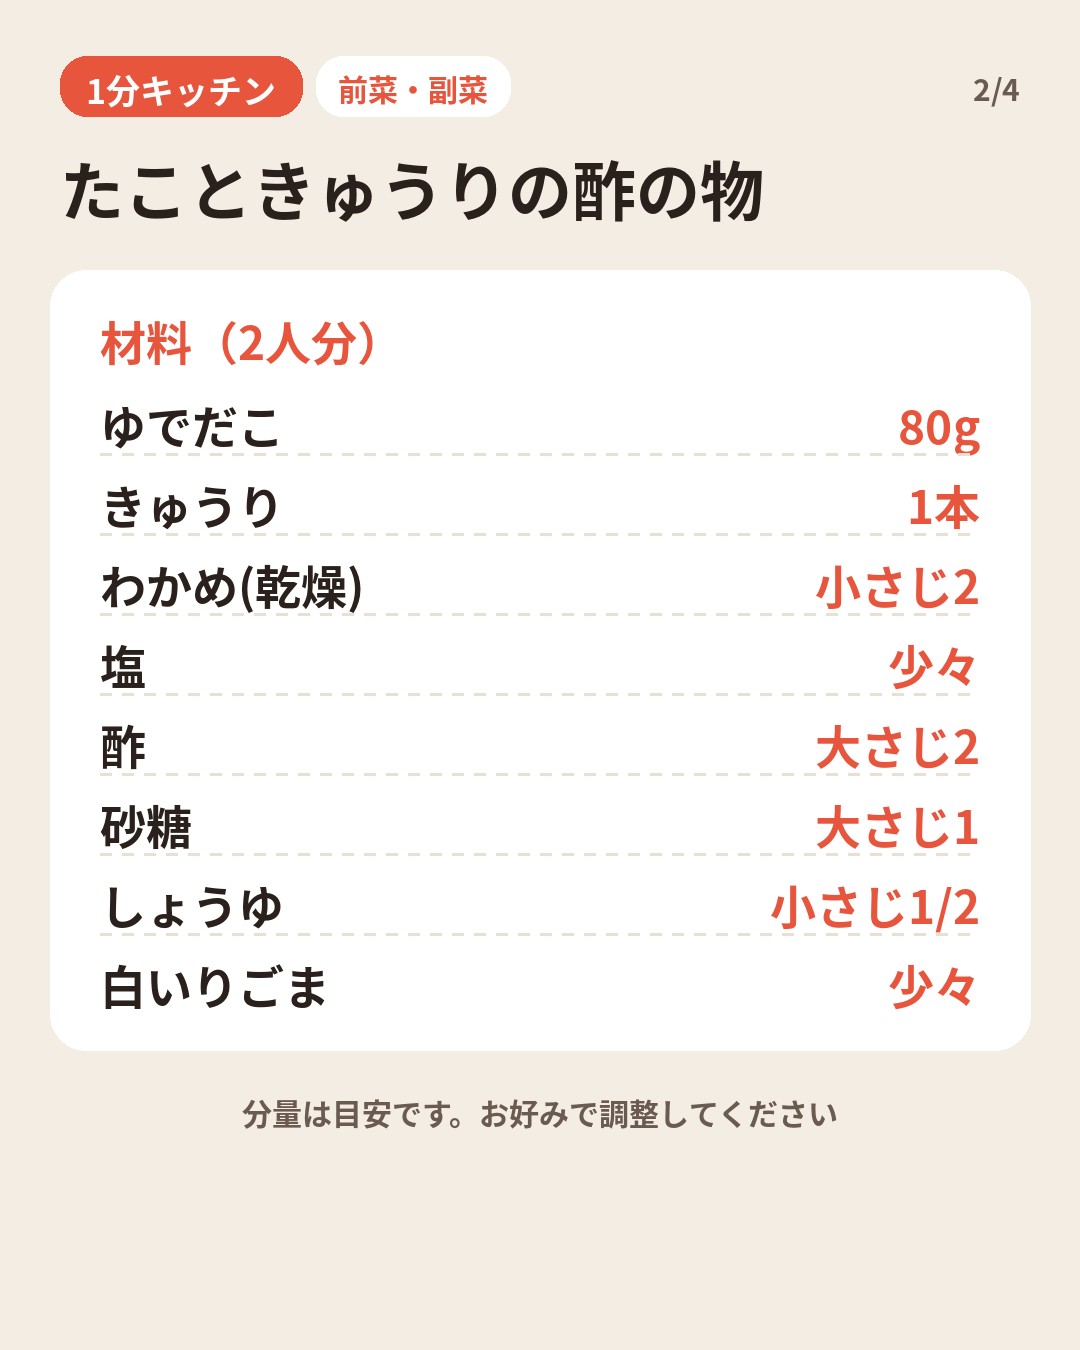 1分キッチン 前菜・副菜 2/4
たこときゅうりの酢の物
材料（2人分）
ゆでだこ 80g
きゅうり 1本
わかめ(乾燥) 小さじ2
塩 少々
酢 大さじ2
砂糖 大さじ1
しょうゆ 小さじ1/2
白いりごま 少々
分量は目安です。お好みで調整してください